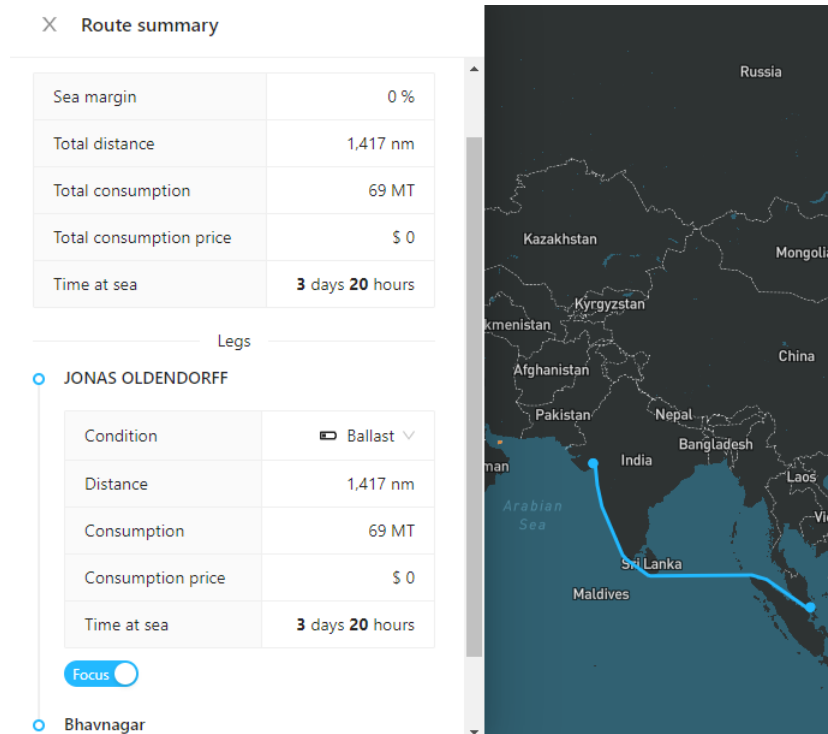 Route summary
Sea margin 0 %
Total distance 1,417 nm
Total consumption 69 MT
Total consumption price $ 0
Time at sea 3 days 20 hours
Legs
JONAS OLDENDORFF
Condition Ballast
Distance 1,417 nm
Consumption 69 MT
Consumption price $ 0
Time at sea 3 days 20 hours
Focus
Bhavnagar
Russia
Kazakhstan
Mongolia
Kyrgyzstan
kmenistan
China
Afghanistan
Pakistan
Nepal
Bangladesh
India
man
Laos
Arabian
Sea
Vi
Sri Lanka
Maldives